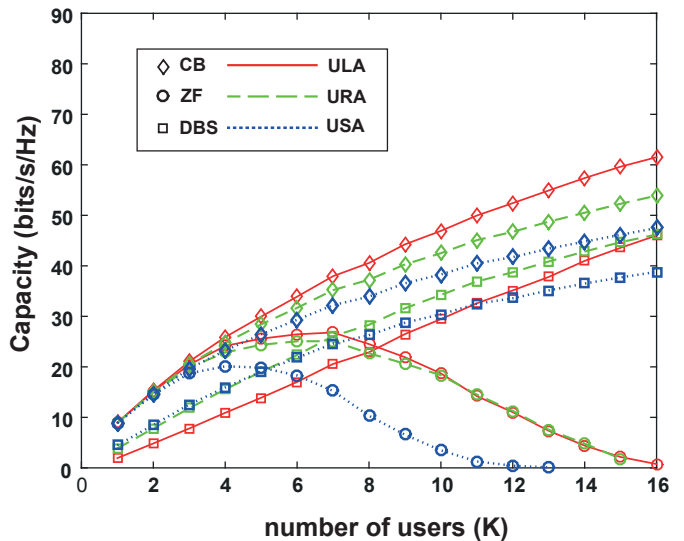 90
80
70
60
50
40
30
20
10
0
Capacity (bits/s/Hz)
CB ULA
ZF URA
DBS USA
0 2 4 6 8 10 12 14 16
number of users (K)